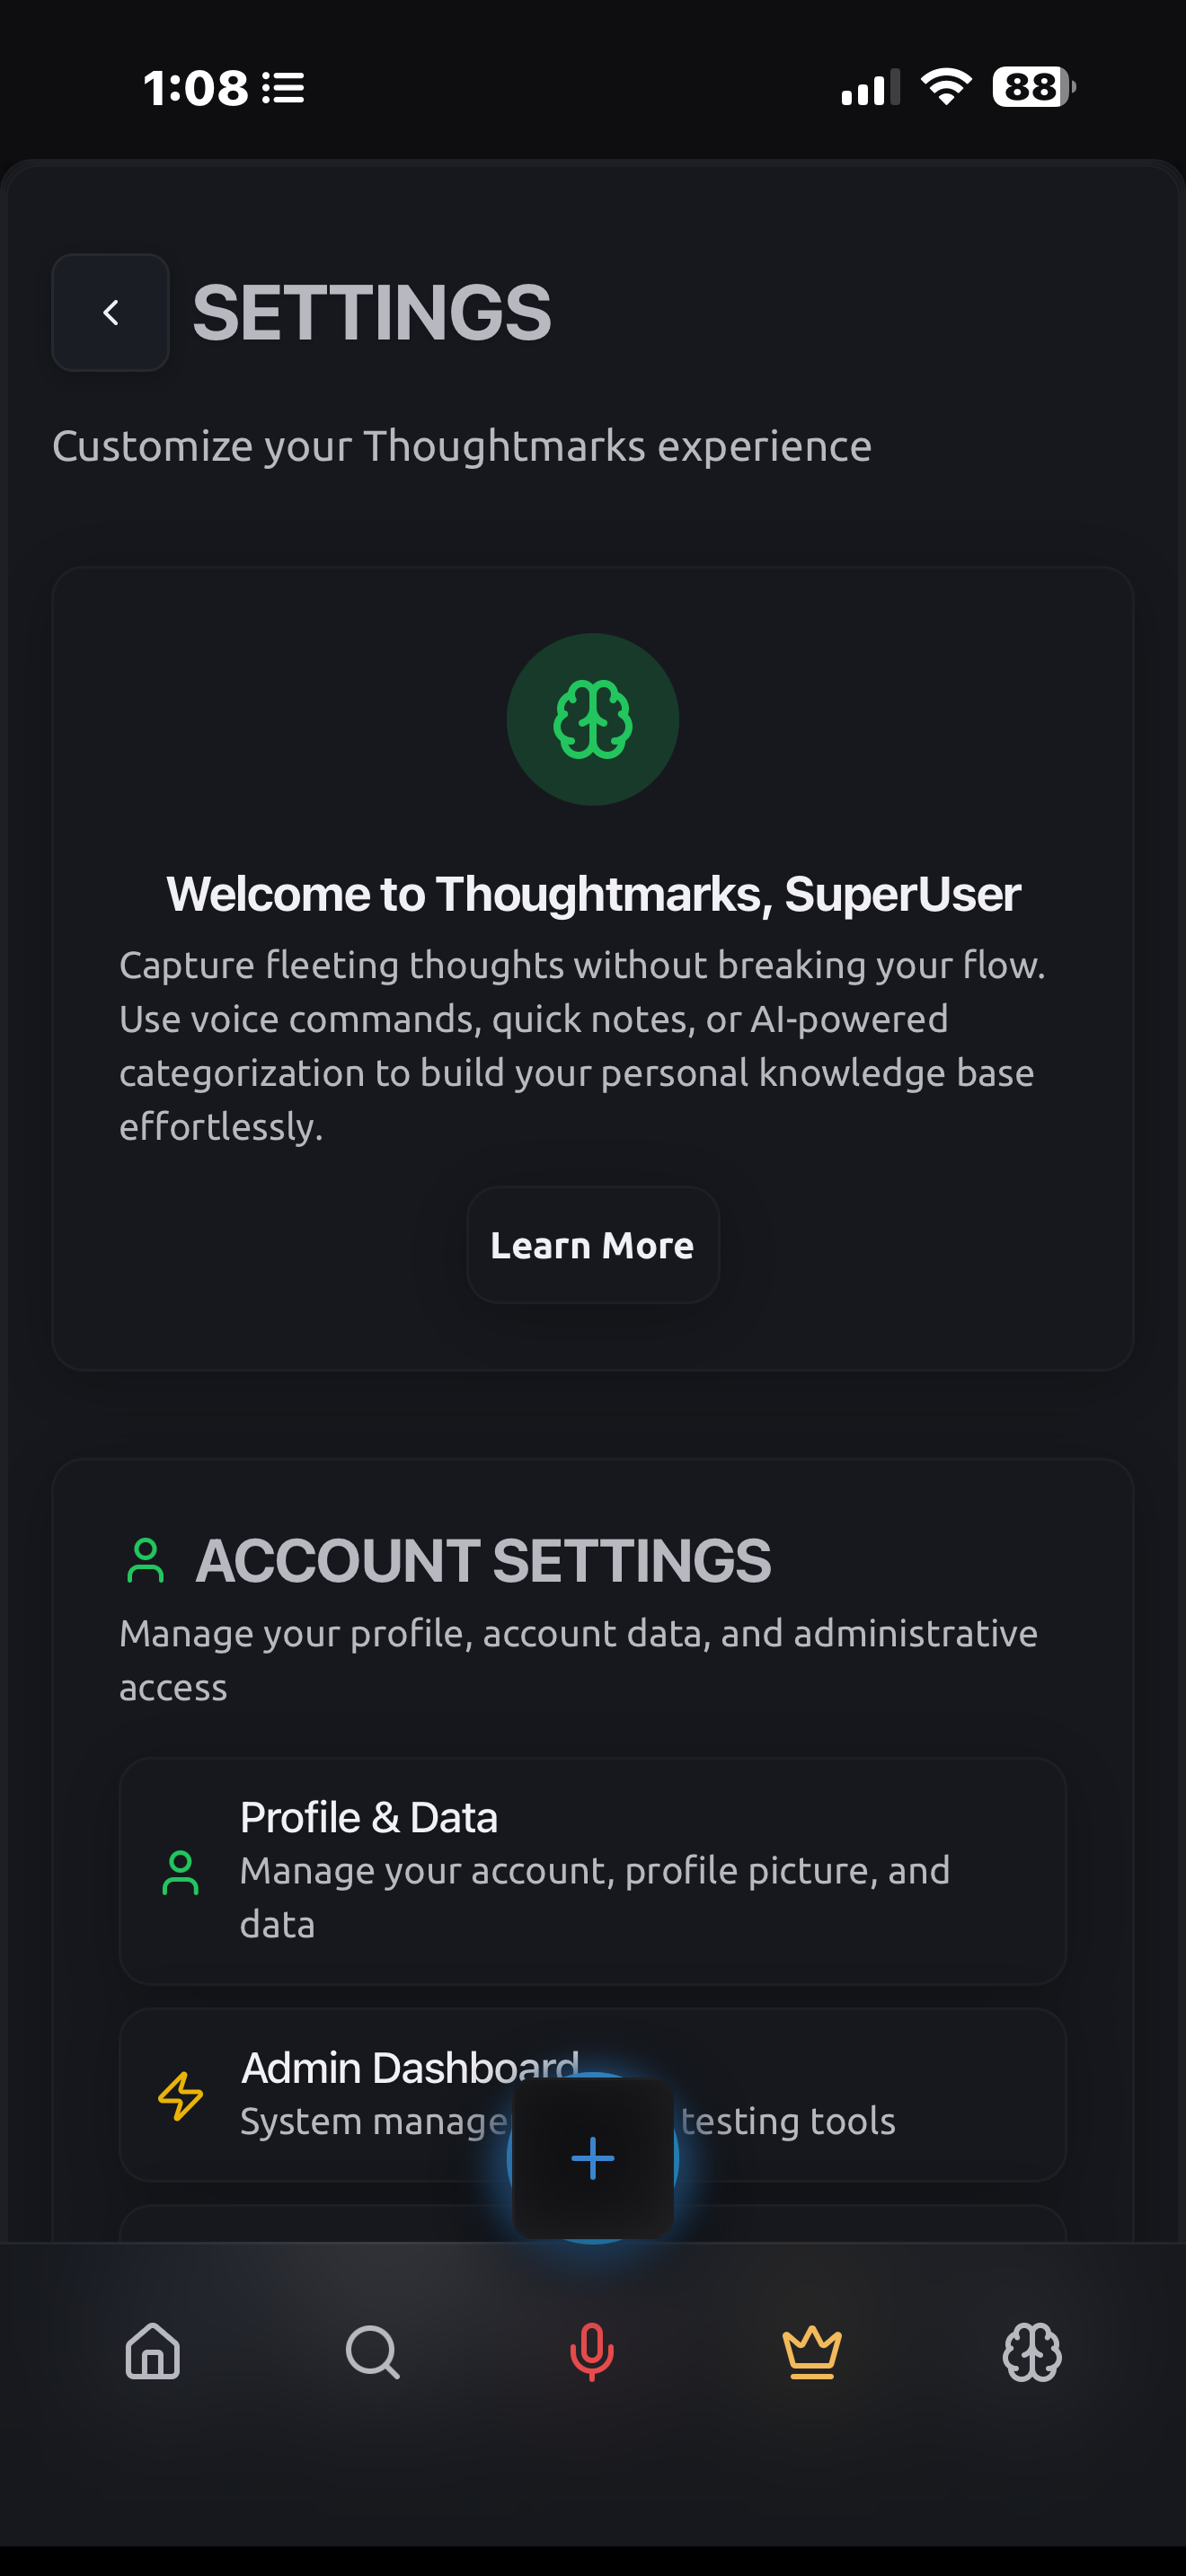 1:08
88
SETTINGS
Customize your Thoughtmarks experience
Welcome to Thoughtmarks, SuperUser
Capture fleeting thoughts without breaking your flow.
Use voice commands, quick notes, or AI-powered
categorization to build your personal knowledge base
effortlessly.
Learn More
ACCOUNT SETTINGS
Manage your profile, account data, and administrative
access
Profile & Data
Manage your account, profile picture, and
data
Admin Dashboard
System testing tools